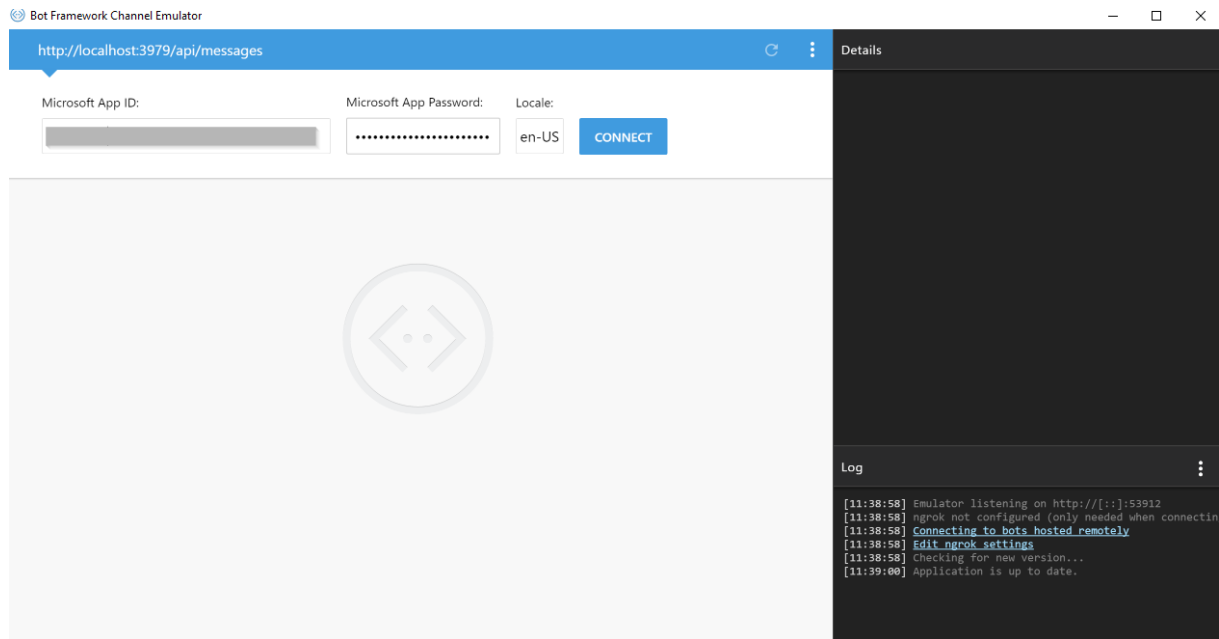 Bot Framework Channel Emulator
http://localhost:3979/api/messages
Microsoft App ID:
Microsoft App Password:
Locale:
••••••••••••••••••••••• en-US CONNECT
Details
Log
[11:38:58] Emulator listening on http://[::]:53912
[11:38:58] ngrok not configured (only needed when connectin
[11:38:58] Connecting to bots hosted remotely
[11:38:58] Edit ngrok settings
[11:38:58] Checking for new version...
[11:39:00] Application is up to date.